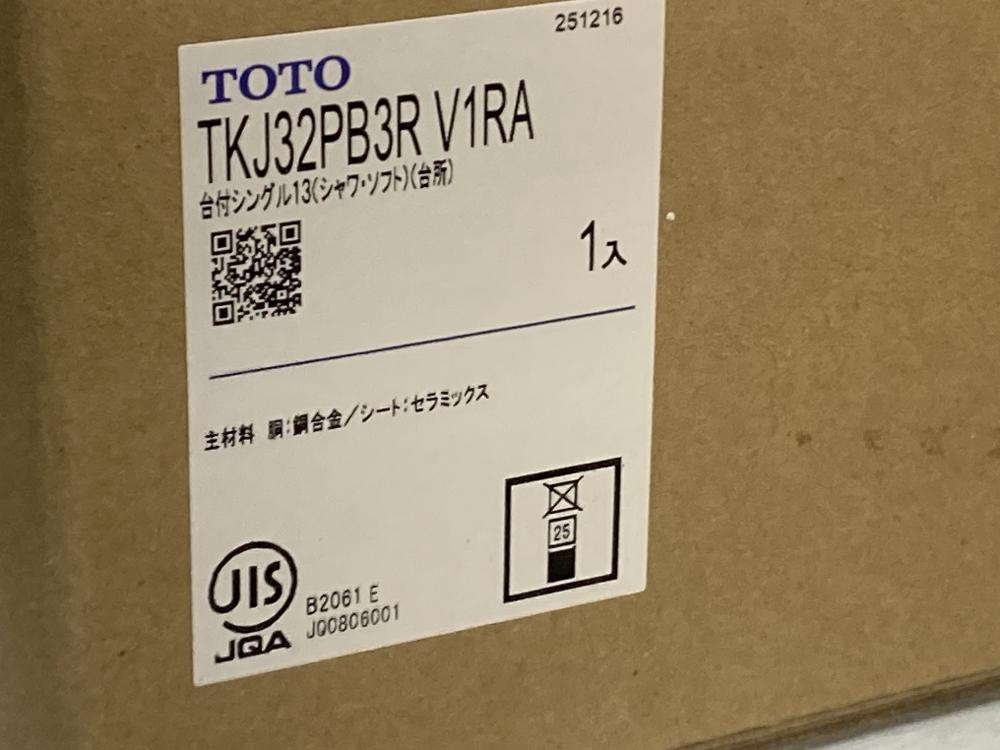 251216
TOTO
TKJ32PB3R V1RA
台付シングル13(シャワ・ソフト)(台所)
1入
主材料 胴:銅合金/シート:セラミックス
25
JIS
B2061 E
JQA
JQ0806001